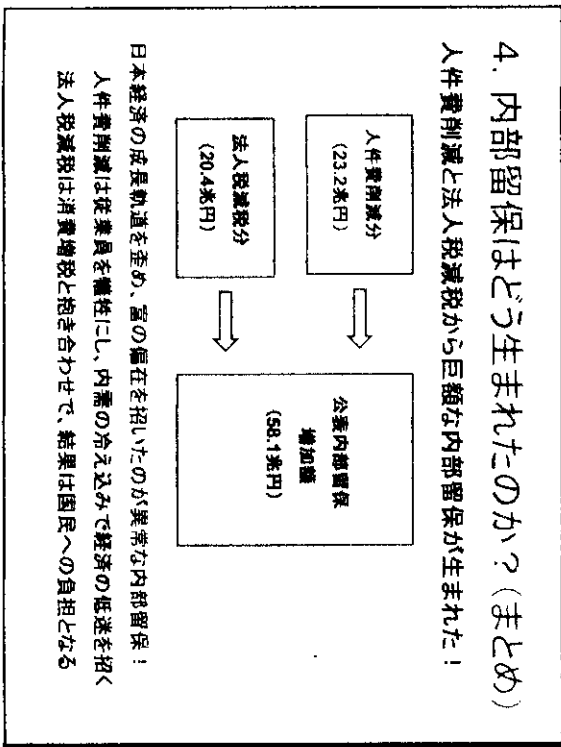 4. 内部留保はどう生まれたのか？(まとめ)
人件費削減と法人税減税から巨額な内部留保が生まれた！
人件費削減分
(23.2兆円)
法人税減税分
(20.4兆円)
公表内部留保
増加額
(58.1兆円)
日本経済の成長軌道を歪め、富の偏在を招いたのが異常な内部留保！
人件費削減は従業員を犠牲にし、内需の冷え込みで経済の低迷を招く
法人税減税は消費増税と抱き合わせで、結果は国民への負担となる